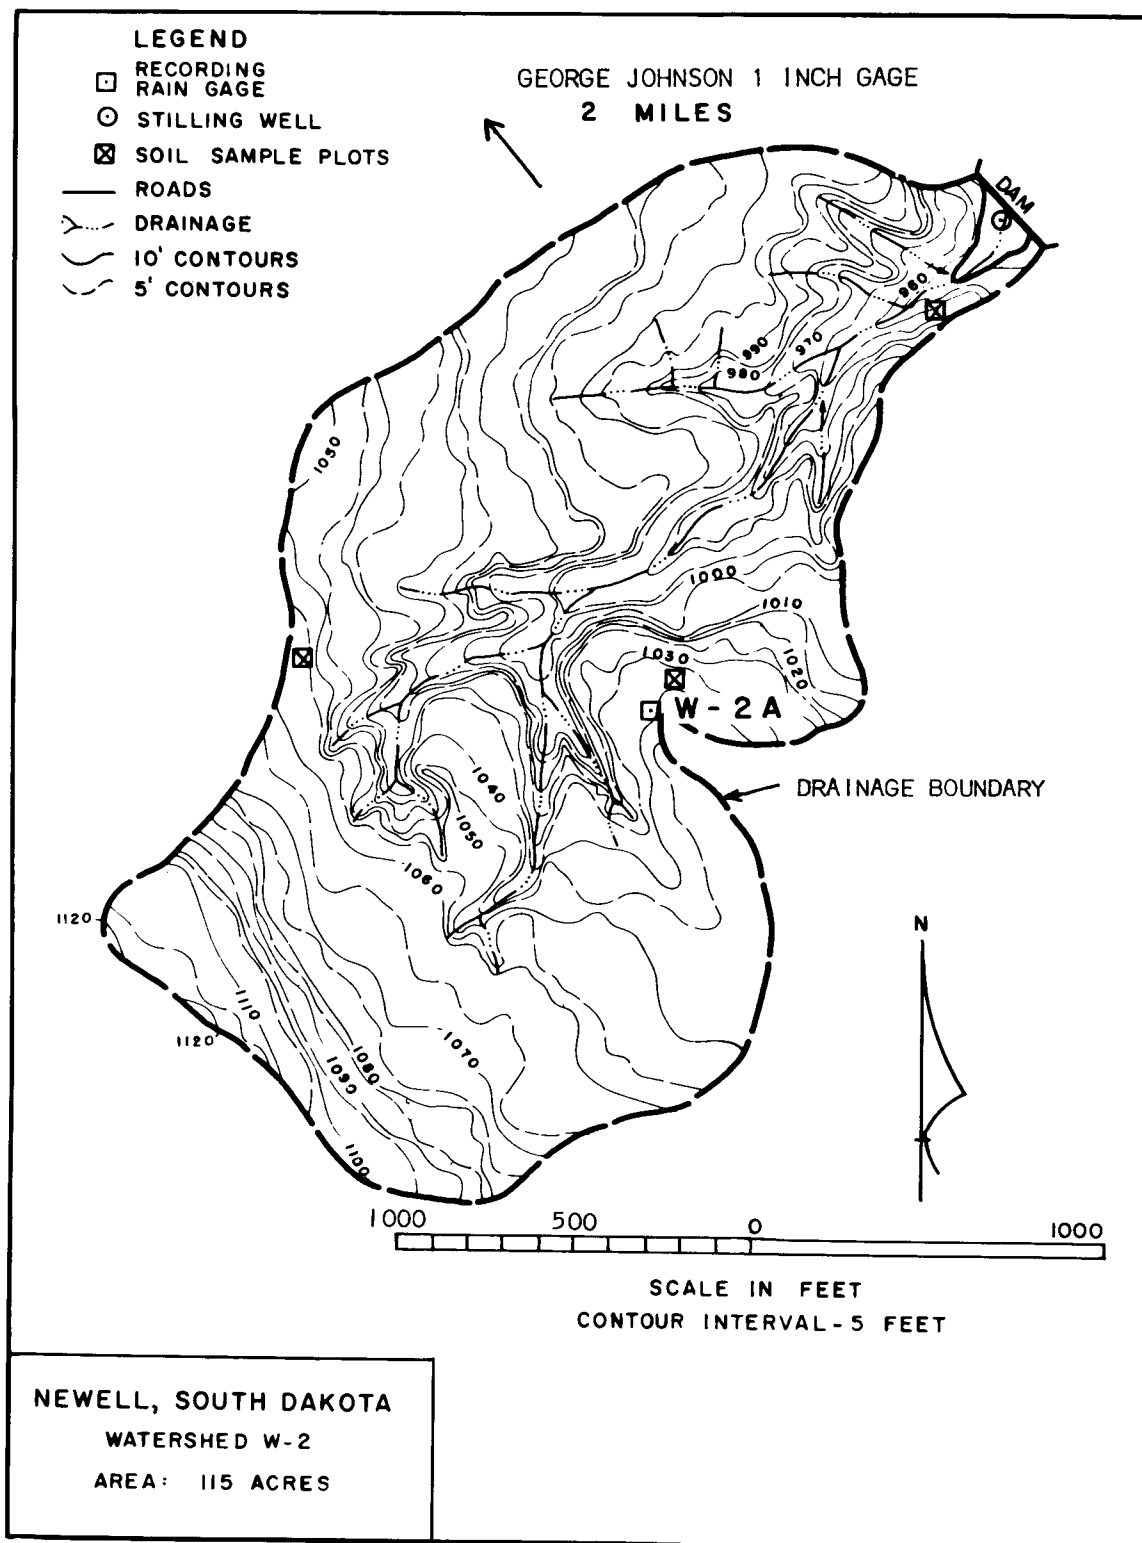 LEGEND
RECORDING
RAIN GAGE
STILLING WELL
SOIL SAMPLE PLOTS
ROADS
DRAINAGE
10' CONTOURS
5' CONTOURS
GEORGE JOHNSON 1 INCH GAGE
2 MILES
DAM
960
990
970
980
1050
1000
1010
1030
1020
W-2A
1040
DRAINAGE BOUNDARY
1050
1060
1120
N
1110
1120
1070
1080
1090
1100
1000 500 0 1000
SCALE IN FEET
CONTOUR INTERVAL-5 FEET
NEWELL, SOUTH DAKOTA
WATERSHED W-2
AREA: 115 ACRES